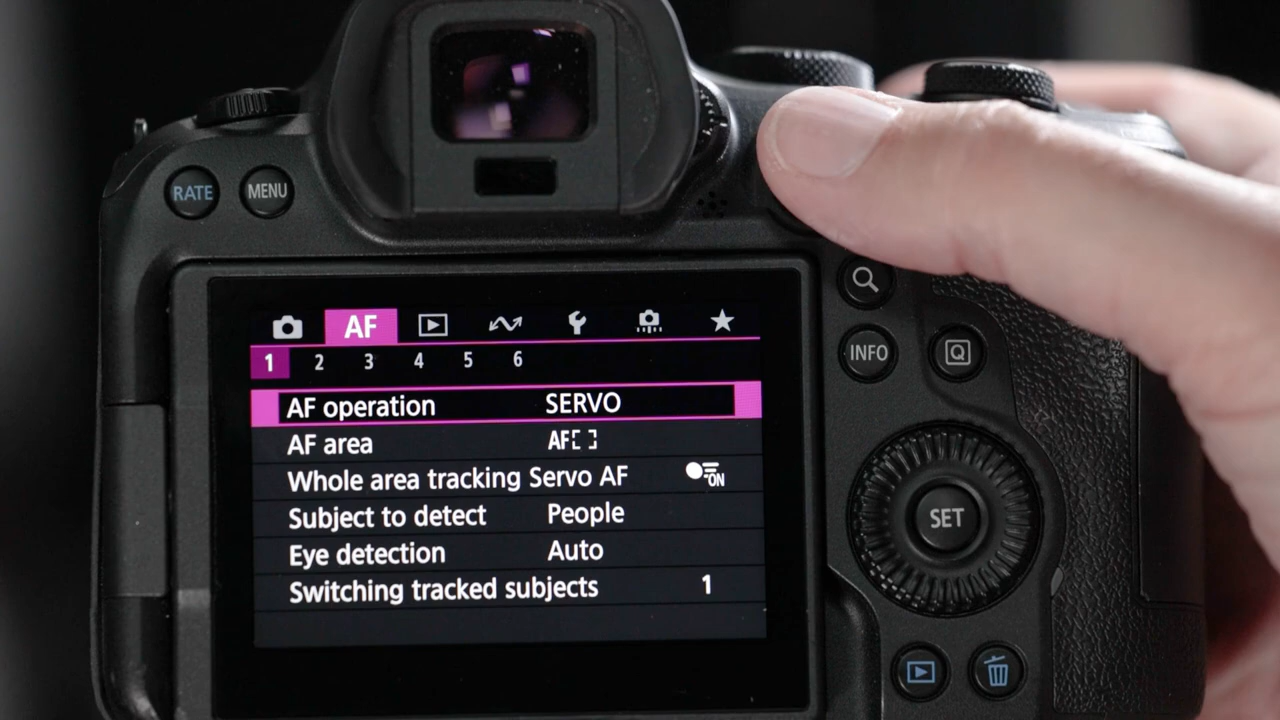 RATE MENU
AF
1 2 3 4 5 6
AF operation SERVO
AF area AF[ ]
Whole area tracking Servo AF ON
Subject to detect People
Eye detection Auto
Switching tracked subjects 1
INFO Q
SET